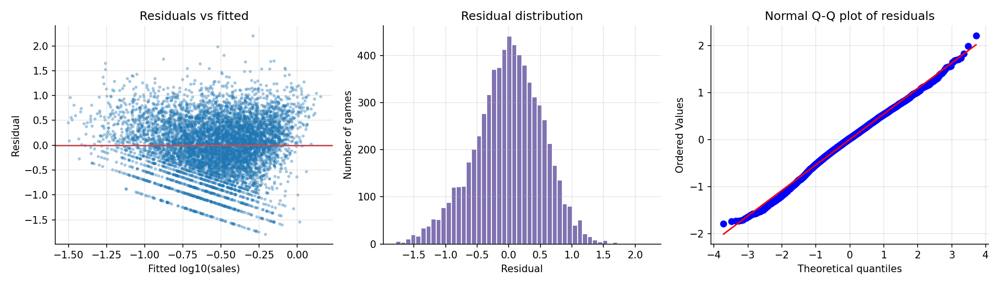 Residuals vs fitted
2.0
1.5
1.0
0.5
0.0
−0.5
−1.0
−1.5
Residual
−1.50 −1.25 −1.00 −0.75 −0.50 −0.25 0.00
Fitted log10(sales)
Residual distribution
400
300
200
100
0
Number of games
−1.5 −1.0 −0.5 0.0 0.5 1.0 1.5 2.0
Residual
Normal Q-Q plot of residuals
2
1
0
−1
−2
Ordered Values
−4 −3 −2 −1 0 1 2 3 4
Theoretical quantiles